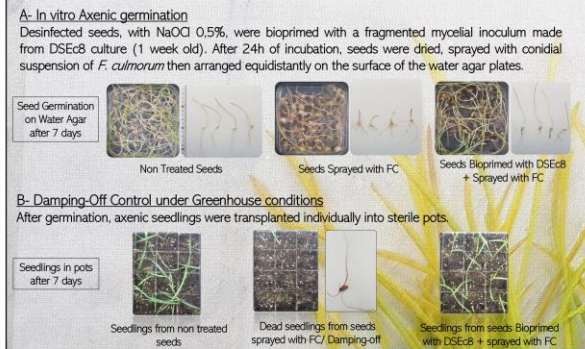 A- In vitro Axenic germination
Desinfected seeds, with NaOCl 0,5%, were bioprimed with a fragmented mycelial inoculum made
from DSEc8 culture (1 week old). After 24h of incubation, seeds were dried, sprayed with conidial
suspension of F. culmorum then arranged equidistantly on the surface of the water agar plates.
Seed Germination
on Water Agar
after 7 days
Non Treated Seeds
Seeds Sprayed with FC
Seeds Bioprimed with DSEc8
+ Sprayed with FC
B- Damping-Off Control under Greenhouse conditions
After germination, axenic seedlings were transplanted individually into sterile pots.
Seedlings in pots
after 7 days
Seedlings from non treated
seeds
Dead seedlings from seeds
sprayed with FC/ Damping-off
Seedlings from seeds Bioprimed
with DSEc8 + sprayed with FC